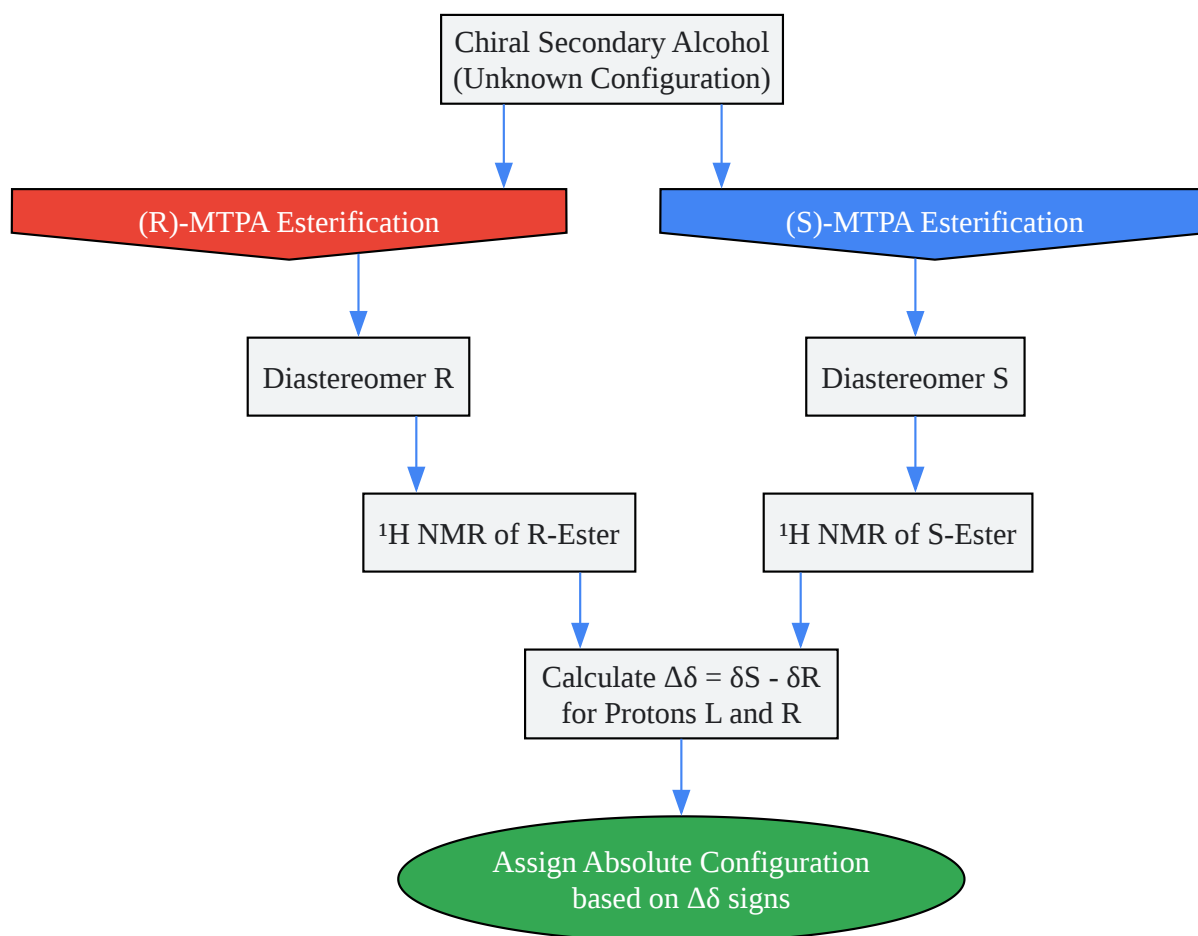 Chiral Secondary Alcohol
(Unknown Configuration)
(R)-MTPA Esterification
(S)-MTPA Esterification
Diastereomer R
Diastereomer S
¹H NMR of R-Ester
¹H NMR of S-Ester
Calculate Δδ = δS - δR
for Protons L and R
Assign Absolute Configuration
based on Δδ signs